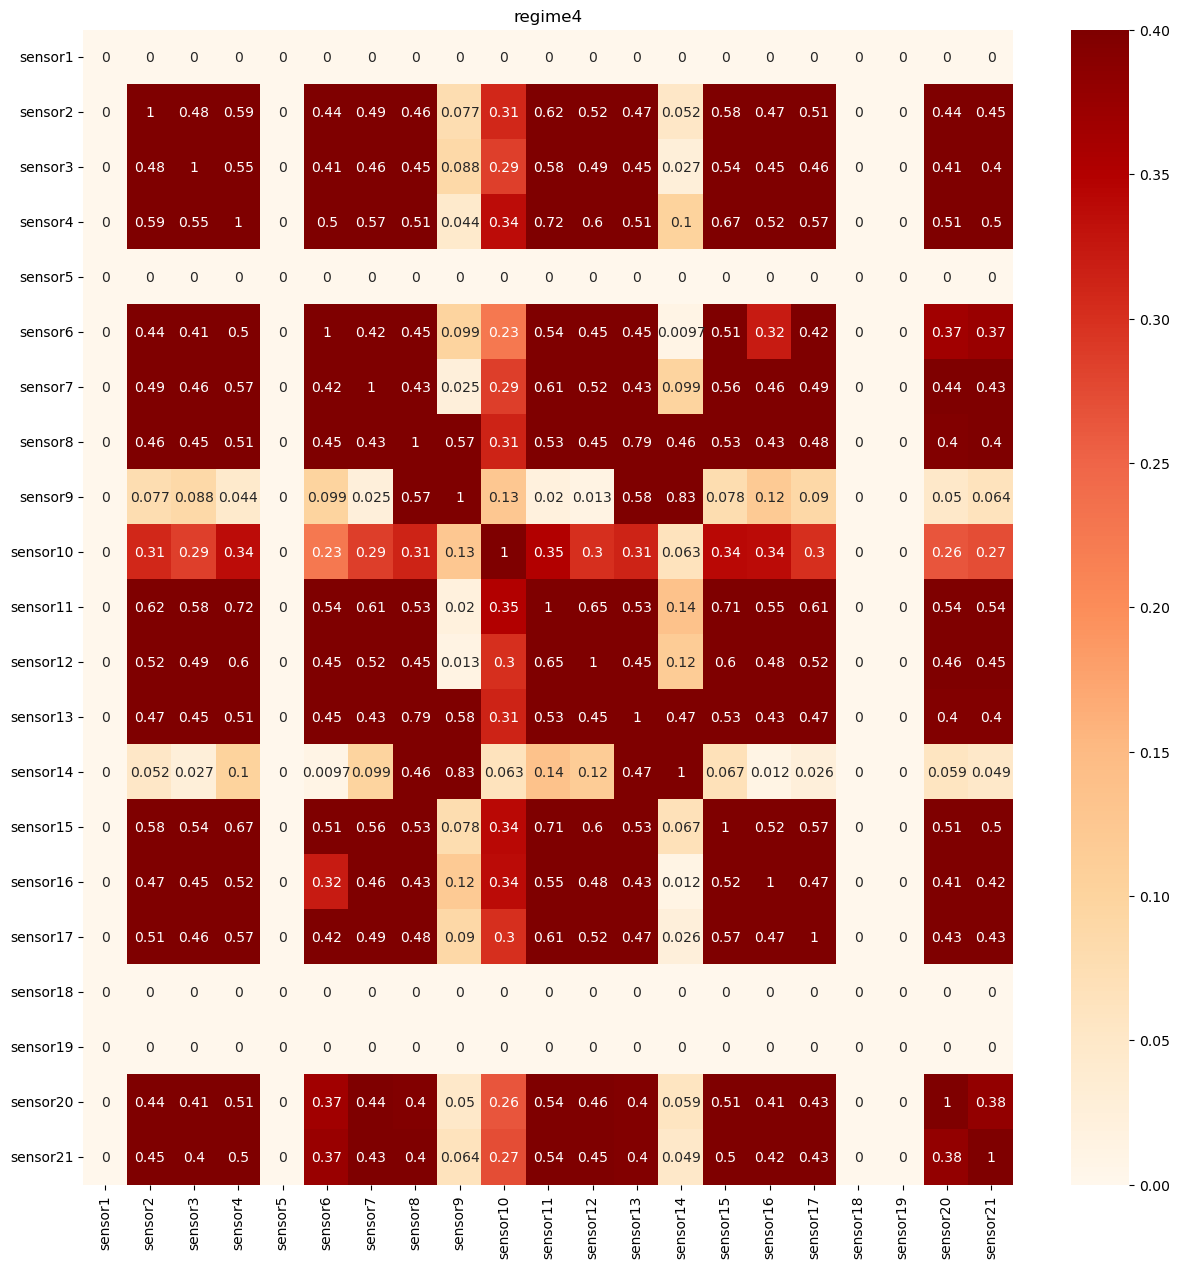 regime4
sensor1 0 0 0 0 0 0 0 0 0 0 0 0 0 0 0 0 0 0 0 0 0
sensor2 0 1 0.48 0.59 0 0.44 0.49 0.46 0.077 0.31 0.62 0.52 0.47 0.052 0.58 0.47 0.51 0 0 0.44 0.45
sensor3 0 0.48 1 0.55 0 0.41 0.46 0.45 0.088 0.29 0.58 0.49 0.45 0.027 0.54 0.45 0.46 0 0 0.41 0.4
sensor4 0 0.59 0.55 1 0 0.5 0.57 0.51 0.044 0.34 0.72 0.6 0.51 0.1 0.67 0.52 0.57 0 0 0.51 0.5
sensor5 0 0 0 0 0 0 0 0 0 0 0 0 0 0 0 0 0 0 0 0 0
sensor6 0 0.44 0.41 0.5 0 1 0.42 0.45 0.099 0.23 0.54 0.45 0.45 0.0097 0.51 0.32 0.42 0 0 0.37 0.37
sensor7 0 0.49 0.46 0.57 0 0.42 1 0.43 0.025 0.29 0.61 0.52 0.43 0.099 0.56 0.46 0.49 0 0 0.44 0.43
sensor8 0 0.46 0.45 0.51 0 0.45 0.43 1 0.57 0.31 0.53 0.45 0.79 0.46 0.53 0.43 0.48 0 0 0.4 0.4
sensor9 0 0.077 0.088 0.044 0 0.099 0.025 0.57 1 0.13 0.02 0.013 0.58 0.83 0.078 0.12 0.09 0 0 0.05 0.064
sensor10 0 0.31 0.29 0.34 0 0.23 0.29 0.31 0.13 1 0.35 0.3 0.31 0.063 0.34 0.34 0.3 0 0 0.26 0.27
sensor11 0 0.62 0.58 0.72 0 0.54 0.61 0.53 0.02 0.35 1 0.65 0.53 0.14 0.71 0.55 0.61 0 0 0.54 0.54
sensor12 0 0.52 0.49 0.6 0 0.45 0.52 0.45 0.013 0.3 0.65 1 0.45 0.12 0.6 0.48 0.52 0 0 0.46 0.45
sensor13 0 0.47 0.45 0.51 0 0.45 0.43 0.79 0.58 0.31 0.53 0.45 1 0.47 0.53 0.43 0.47 0 0 0.4 0.4
sensor14 0 0.052 0.027 0.1 0 0.0097 0.099 0.46 0.83 0.063 0.14 0.12 0.47 1 0.067 0.012 0.026 0 0 0.059 0.049
sensor15 0 0.58 0.54 0.67 0 0.51 0.56 0.53 0.078 0.34 0.71 0.6 0.53 0.067 1 0.52 0.57 0 0 0.51 0.5
sensor16 0 0.47 0.45 0.52 0 0.32 0.46 0.43 0.12 0.34 0.55 0.48 0.43 0.012 0.52 1 0.47 0 0 0.41 0.42
sensor17 0 0.51 0.46 0.57 0 0.42 0.49 0.48 0.09 0.3 0.61 0.52 0.47 0.026 0.57 0.47 1 0 0 0.43 0.43
sensor18 0 0 0 0 0 0 0 0 0 0 0 0 0 0 0 0 0 0 0 0 0
sensor19 0 0 0 0 0 0 0 0 0 0 0 0 0 0 0 0 0 0 0 0 0
sensor20 0 0.44 0.41 0.51 0 0.37 0.44 0.4 0.05 0.26 0.54 0.46 0.4 0.059 0.51 0.41 0.43 0 0 1 0.38
sensor21 0 0.45 0.4 0.5 0 0.37 0.43 0.4 0.064 0.27 0.54 0.45 0.4 0.049 0.5 0.42 0.43 0 0 0.38 1
sensor1 sensor2 sensor3 sensor4 sensor5 sensor6 sensor7 sensor8 sensor9 sensor10 sensor11 sensor12 sensor13 sensor14 sensor15 sensor16 sensor17 sensor18 sensor19 sensor20 sensor21
0.40
0.35
0.30
0.25
0.20
0.15
0.10
0.05
0.00